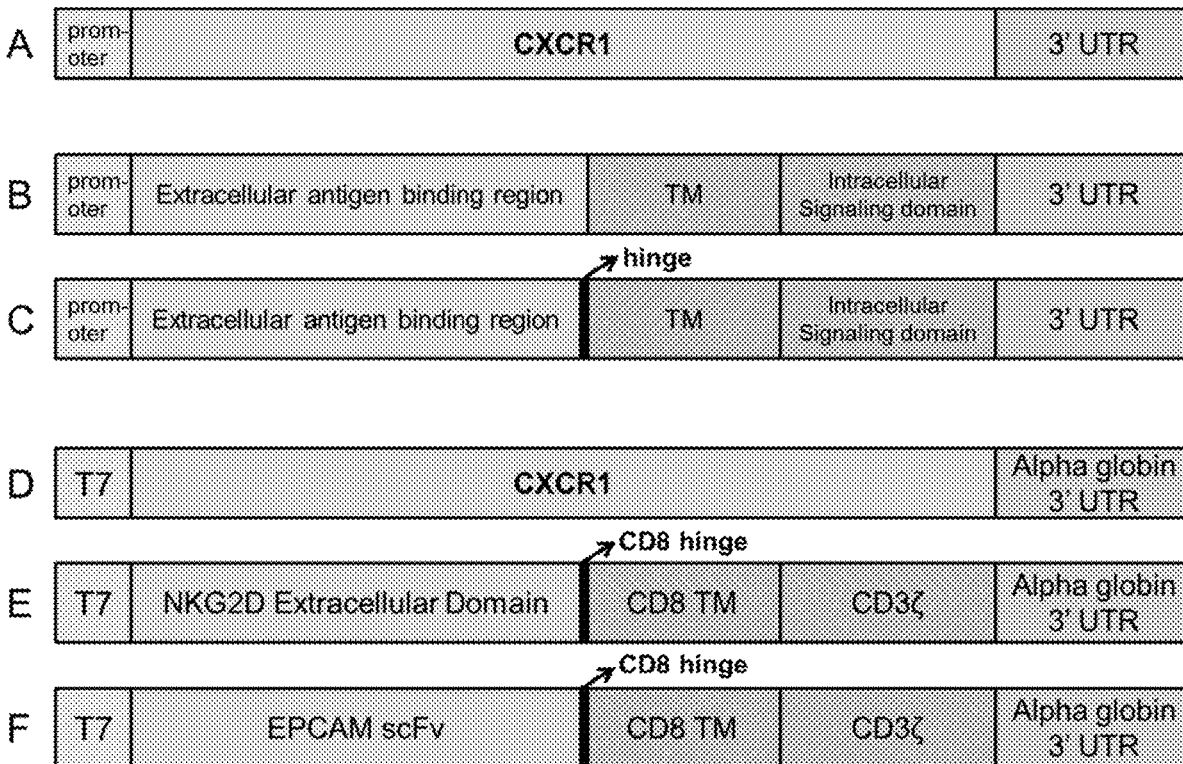 A
prom-
oter
CXCR1
3' UTR
B
prom-
oter
Extracellular antigen binding region
TM
Intracellular
Signaling domain
3' UTR
hinge
C
prom-
oter
Extracellular antigen binding region
TM
Intracellular
Signaling domain
3' UTR
D
T7
CXCR1
Alpha globin
3' UTR
CD8 hinge
E
T7
NKG2D Extracellular Domain
CD8 TM
CD3ζ
Alpha globin
3' UTR
CD8 hinge
F
T7
EPCAM scFv
CD8 TM
CD3ζ
Alpha globin
3' UTR